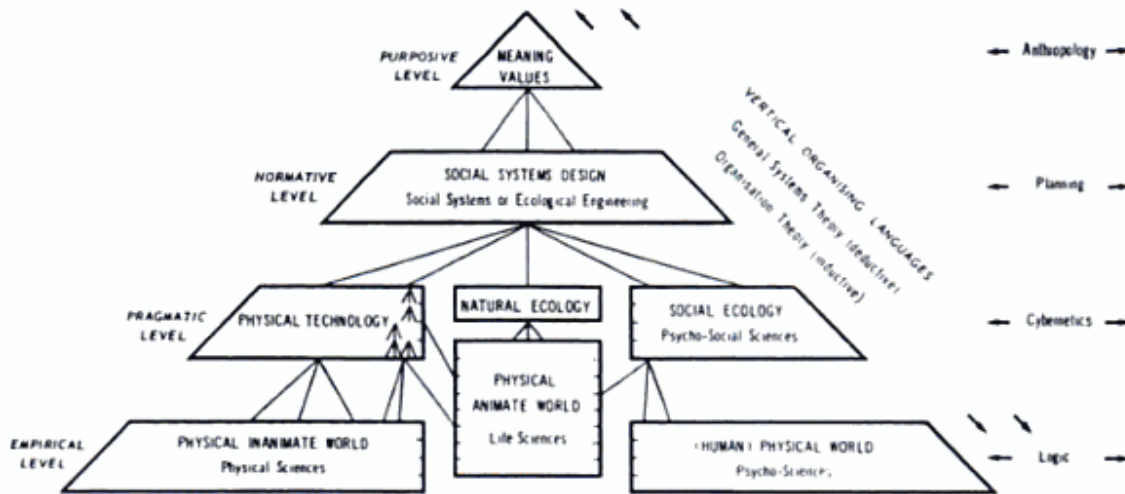 PURPOSIVE
LEVEL
MEANING
VALUES
Anthropology
NORMATIVE
LEVEL
SOCIAL SYSTEMS DESIGN
Social Systems or Ecological Engineering
VERTICAL ORGANISING LANGUAGES
General Systems Theory (deductive)
Organisation Theory (inductive)
Planning
PRAGMATIC
LEVEL
PHYSICAL TECHNOLOGY
NATURAL ECOLOGY
SOCIAL ECOLOGY
Psycho-Social Sciences
Cybernetics
PHYSICAL
ANIMATE WORLD
Life Sciences
EMPIRICAL
LEVEL
PHYSICAL INANIMATE WORLD
Physical Sciences
(HUMAN) PHYSICAL WORLD
Psycho-Sciences
Logic